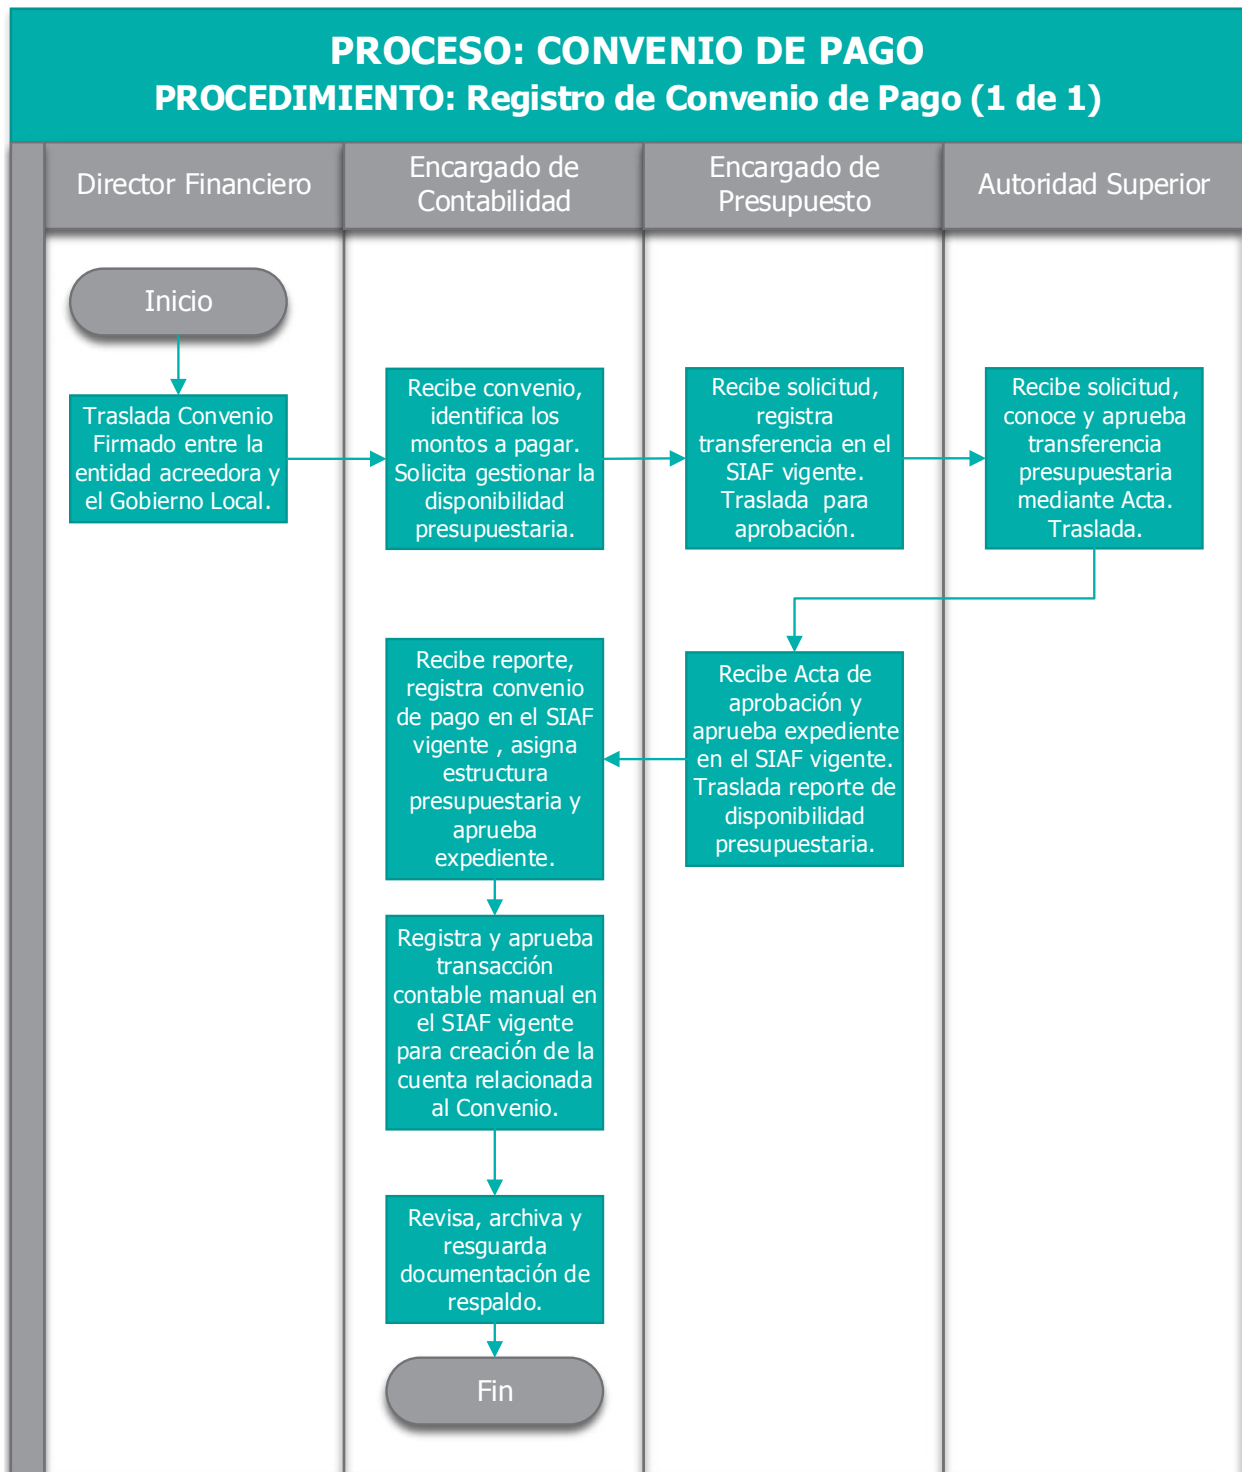 PROCESO: CONVENIO DE PAGO
PROCEDIMIENTO: Registro de Convenio de Pago (1 de 1)
Director Financiero
Encargado de
Contabilidad
Encargado de
Presupuesto
Autoridad Superior
Inicio
Traslada Convenio
Firmado entre la
entidad acreedora y
el Gobierno Local.
Recibe convenio,
identifica los
montos a pagar.
Solicita gestionar la
disponibilidad
presupuestaria.
Recibe solicitud,
registra
transferencia en el
SIAF vigente.
Traslada para
aprobación.
Recibe solicitud,
conoce y aprueba
transferencia
presupuestaria
mediante Acta.
Traslada.
Recibe Acta de
aprobación y
aprueba expediente
en el SIAF vigente.
Traslada reporte de
disponibilidad
presupuestaria.
Recibe reporte,
registra convenio
de pago en el SIAF
vigente , asigna
estructura
presupuestaria y
aprueba
expediente.
Registra y aprueba
transacción
contable manual en
el SIAF vigente
para creación de la
cuenta relacionada
al Convenio.
Revisa, archiva y
resguarda
documentación de
respaldo.
Fin